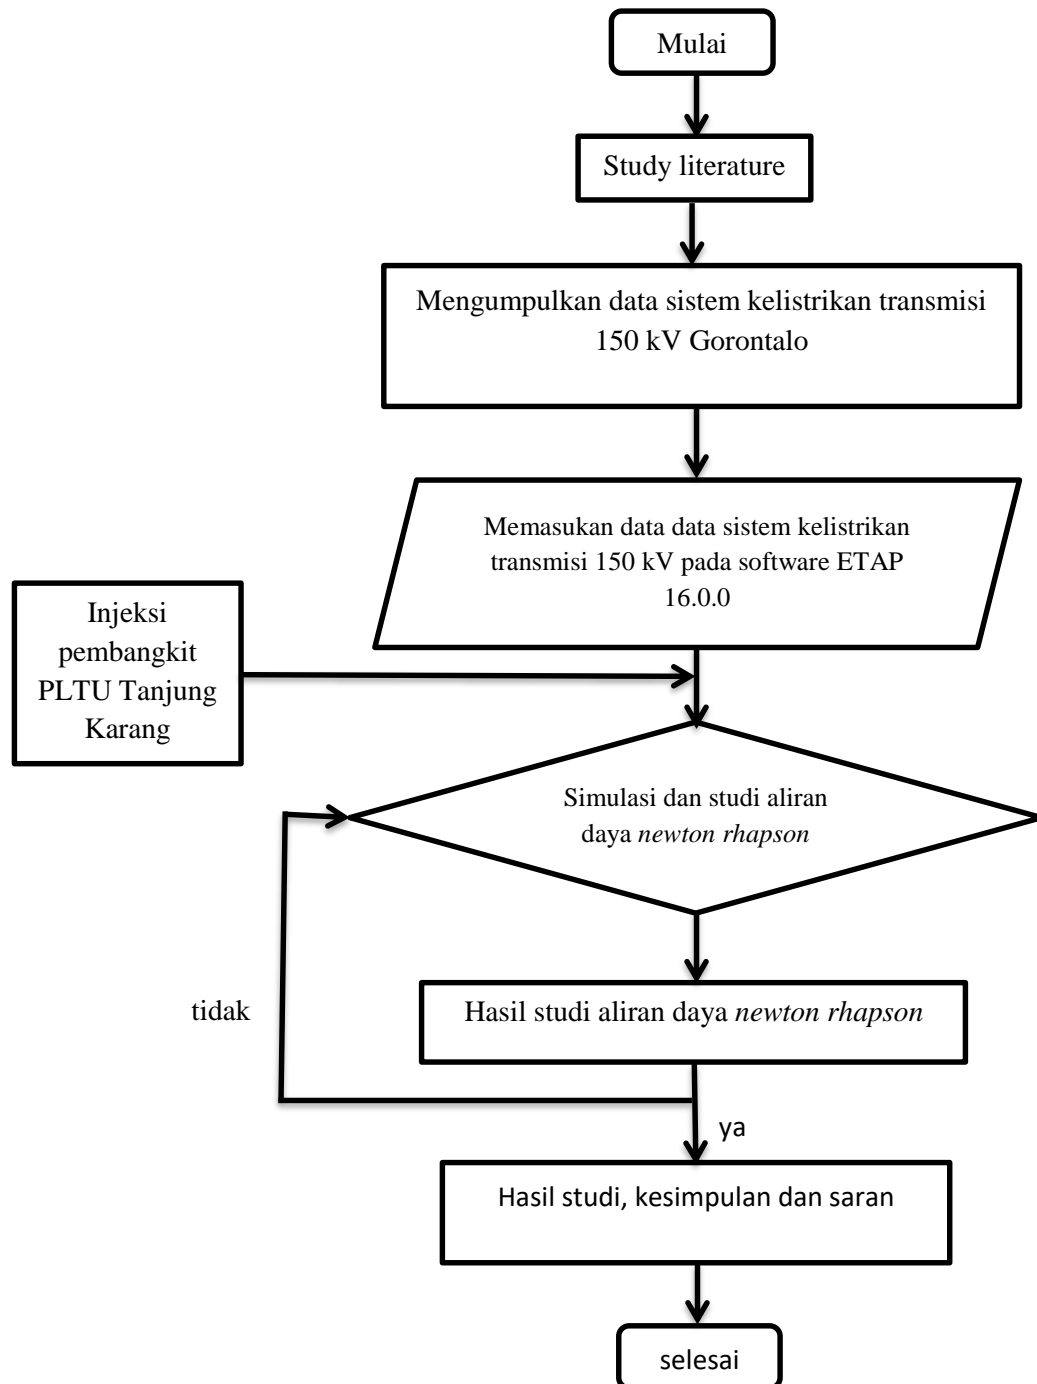 Mulai
Study literature
Mengumpulkan data sistem kelistrikan transmisi
150 kV Gorontalo
Memasukan data data sistem kelistrikan
transmisi 150 kV pada software ETAP
16.0.0
Injeksi
pembangkit
PLTU Tanjung
Karang
Simulasi dan studi aliran
daya newton rhapson
tidak
Hasil studi aliran daya newton rhapson
ya
Hasil studi, kesimpulan dan saran
selesai